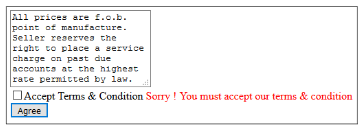 All prices are f.o.b.
point of manufacture.
Seller reserves the
right to place a service
charge on past due
accounts at the highest
rate permitted by law.
Accept Terms & Condition Sorry ! You must accept our terms & condition
Agree